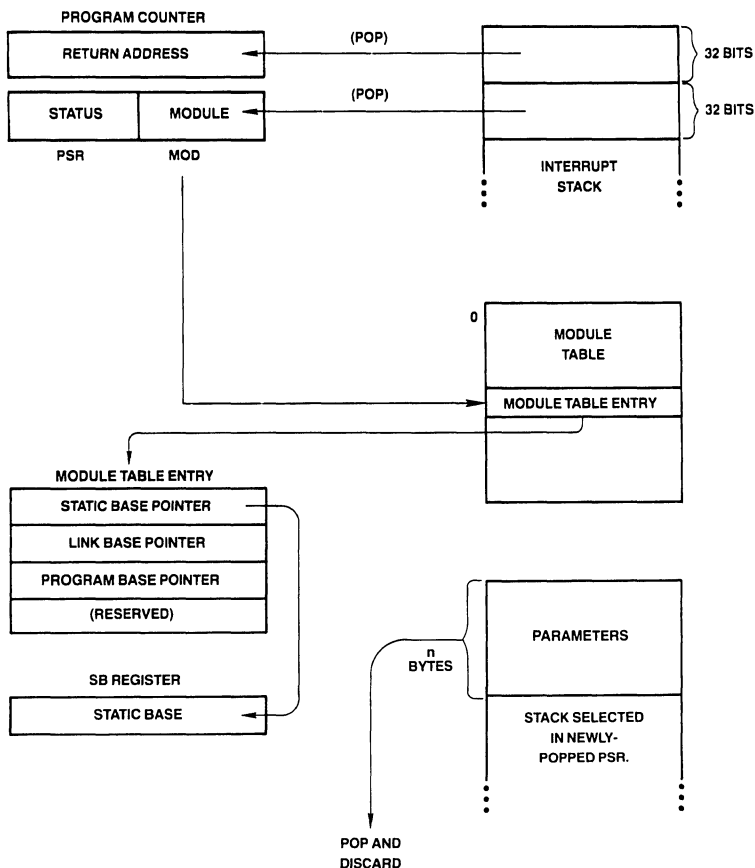 PROGRAM COUNTER
RETURN ADDRESS
(POP)
32 BITS
STATUS
MODULE
(POP)
32 BITS
PSR
MOD
INTERRUPT
STACK
0
MODULE
TABLE
MODULE TABLE ENTRY
MODULE TABLE ENTRY
STATIC BASE POINTER
LINK BASE POINTER
PROGRAM BASE POINTER
(RESERVED)
PARAMETERS
n
BYTES
SB REGISTER
STATIC BASE
STACK SELECTED
IN NEWLY-
POPPED PSR.
POP AND
DISCARD